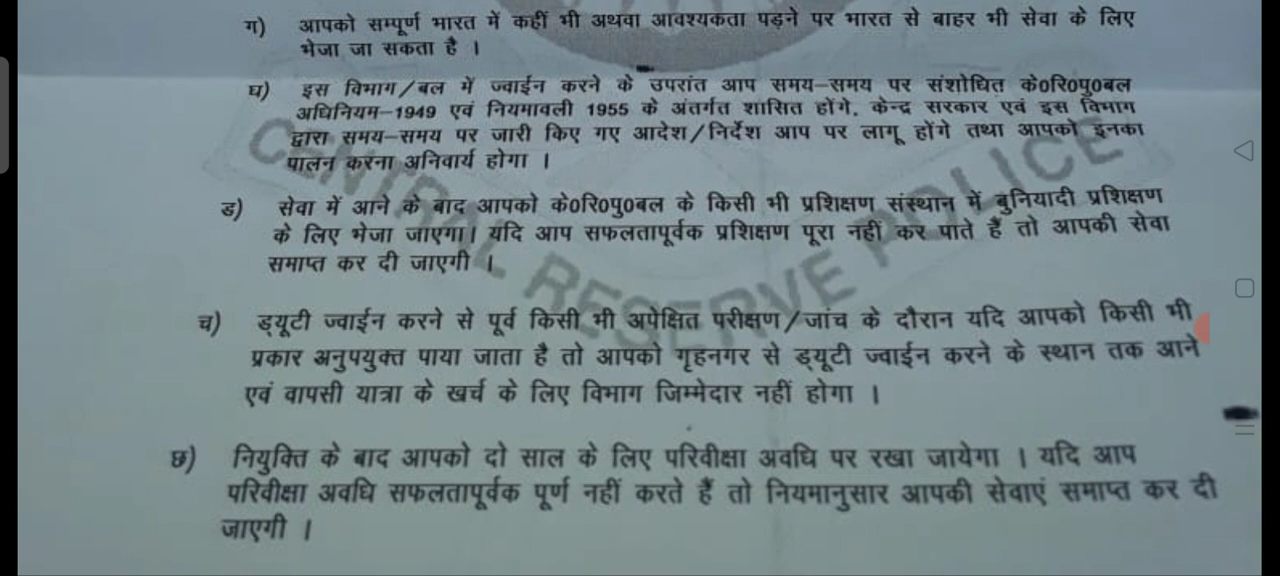 ग) आपको सम्पूर्ण भारत में कहीं भी अथवा आवश्यकता पड़ने पर भारत से बाहर भी सेवा के लिए
भेजा जा सकता है ।
घ) इस विभाग/बल में ज्वाईन करने के उपरांत आप समय–समय पर संशोधित के0रि0पु0बल
अधिनियम–1949 एवं नियमावली 1955 के अंतर्गत शासित होंगे. केन्द्र सरकार एवं इस विभाग
द्वारा समय–समय पर जारी किए गए आदेश/निर्देश आप पर लागू होंगे तथा आपको इनका
पालन करना अनिवार्य होगा ।
ड) सेवा में आने के बाद आपको के0रि0पु0बल के किसी भी प्रशिक्षण संस्थान में बुनियादी प्रशिक्षण
के लिए भेजा जाएगा। यदि आप सफलतापूर्वक प्रशिक्षण पूरा नहीं कर पाते हैं तो आपकी सेवा
समाप्त कर दी जाएगी ।
च) ड्यूटी ज्वाईन करने से पूर्व किसी भी अपेक्षित परीक्षण/जांच के दौरान यदि आपको किसी भी
प्रकार अनुपयुक्त पाया जाता है तो आपको गृहनगर से ड्यूटी ज्वाईन करने के स्थान तक आने
एवं वापसी यात्रा के खर्च के लिए विभाग जिम्मेदार नहीं होगा ।
छ) नियुक्ति के बाद आपको दो साल के लिए परिवीक्षा अवधि पर रखा जायेगा । यदि आप
परिवीक्षा अवधि सफलतापूर्वक पूर्ण नहीं करते हैं तो नियमानुसार आपकी सेवाएं समाप्त कर दी
जाएगी ।
CENTRAL RESERVE POLICE